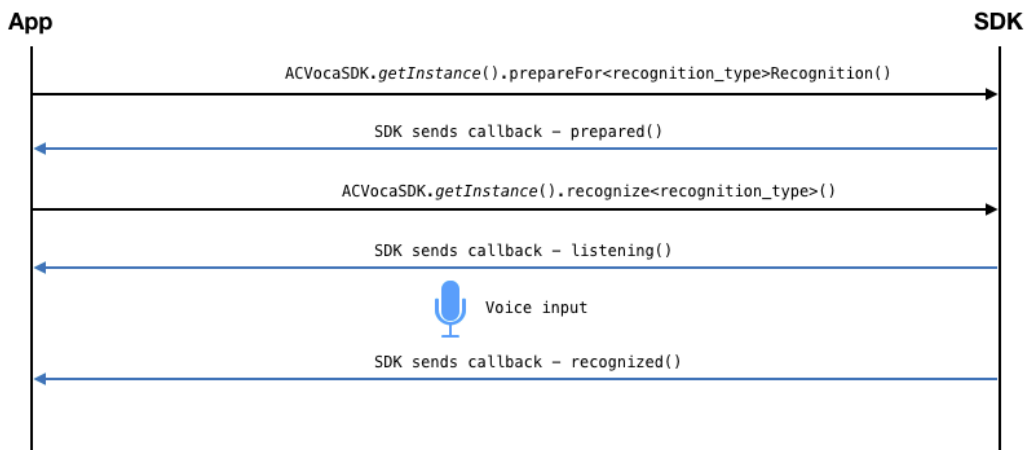 App
SDK
ACVocaSDK.getInstance().prepareFor<recognition_type>Recognition()
SDK sends callback – prepared()
ACVocaSDK.getInstance().recognize<recognition_type>()
SDK sends callback – listening()
Voice input
SDK sends callback – recognized()